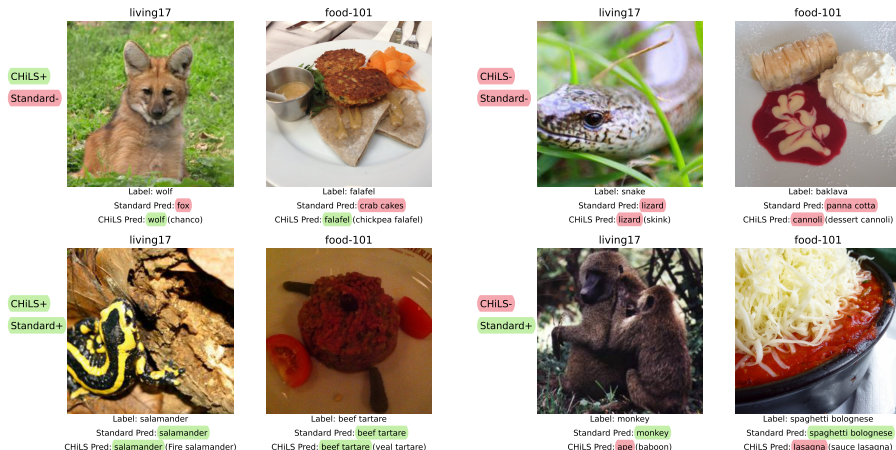 living17
food-101
CHiLS+
Standard-
Label: wolf
Standard Pred: fox
CHiLS Pred: wolf (chanco)
Label: falafel
Standard Pred: crab cakes
CHiLS Pred: falafel (chickpea falafel)
living17
food-101
CHiLS-
Standard-
Label: snake
Standard Pred: lizard
CHiLS Pred: lizard (skink)
Label: baklava
Standard Pred: panna cotta
CHiLS Pred: cannoli (dessert cannoli)
living17
food-101
CHiLS+
Standard+
Label: salamander
Standard Pred: salamander
CHiLS Pred: salamander (Fire salamander)
Label: beef tartare
Standard Pred: beef tartare
CHiLS Pred: beef tartare (veal tartare)
living17
food-101
CHiLS-
Standard+
Label: monkey
Standard Pred: monkey
CHiLS Pred: ape (baboon)
Label: spaghetti bolognese
Standard Pred: spaghetti bolognese
CHiLS Pred: lasagna (sauce lasagna)